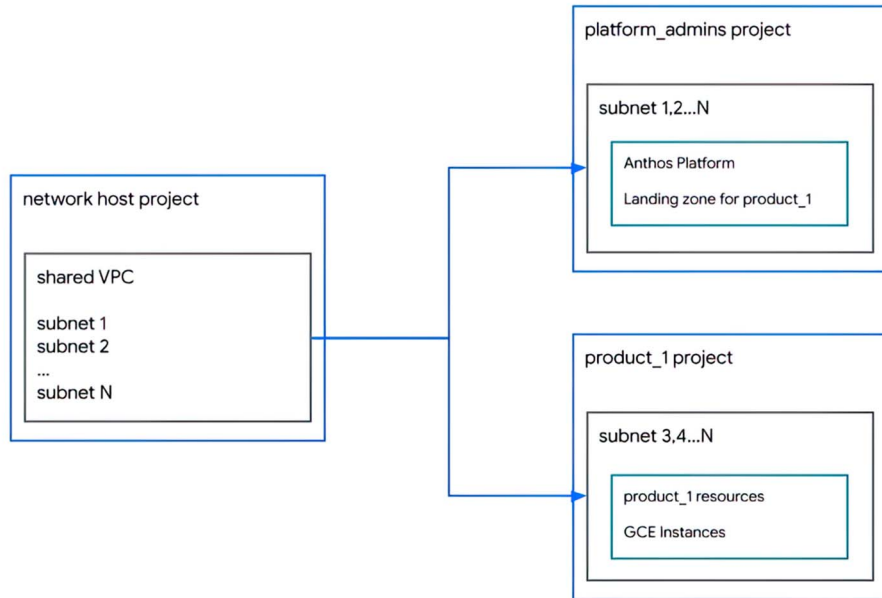 network host project
shared VPC
subnet 1
subnet 2
...
subnet N
platform_admins project
subnet 1,2...N
Anthos Platform
Landing zone for product_1
product_1 project
subnet 3,4...N
product_1 resources
GCE Instances